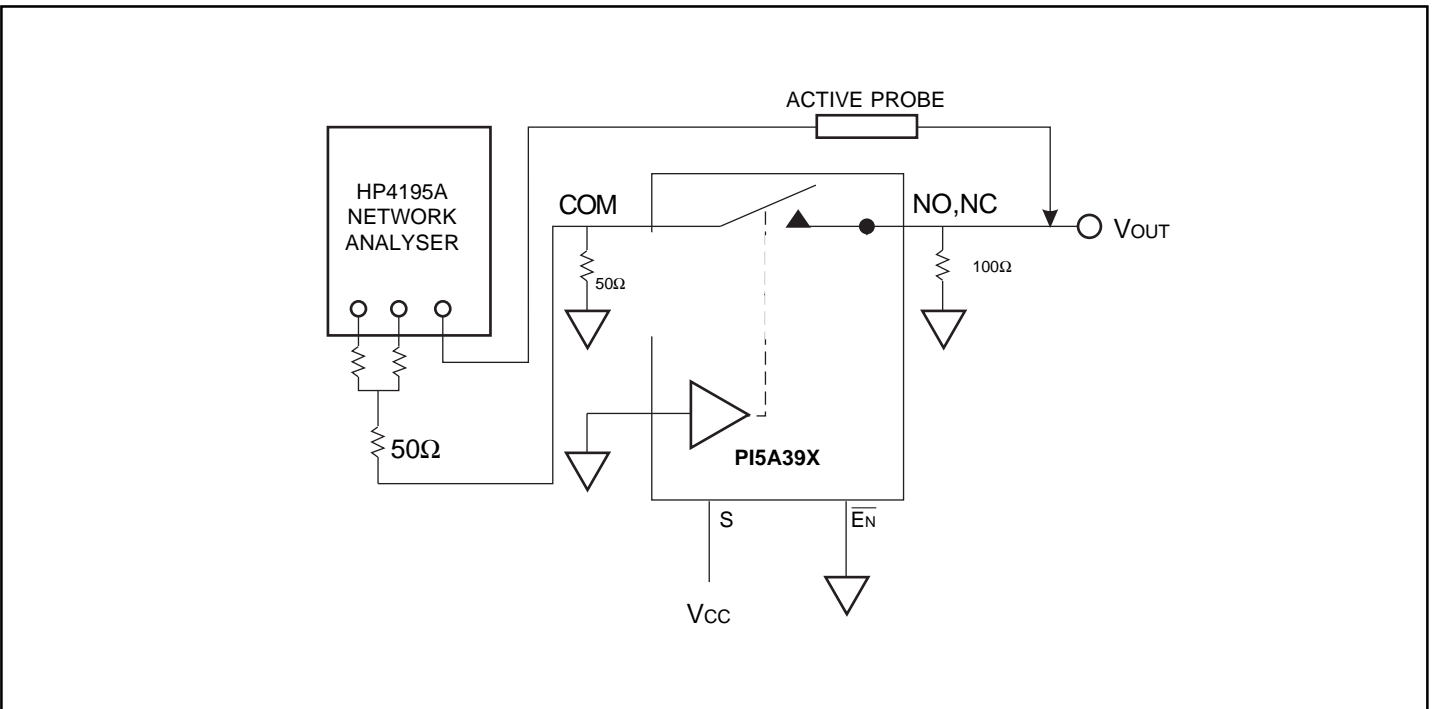 ACTIVE PROBE
HP4195A
NETWORK
ANALYSER
COM
NO,NC
VOUT
50Ω
100Ω
50Ω
PI5A39X
S
EN
VCC